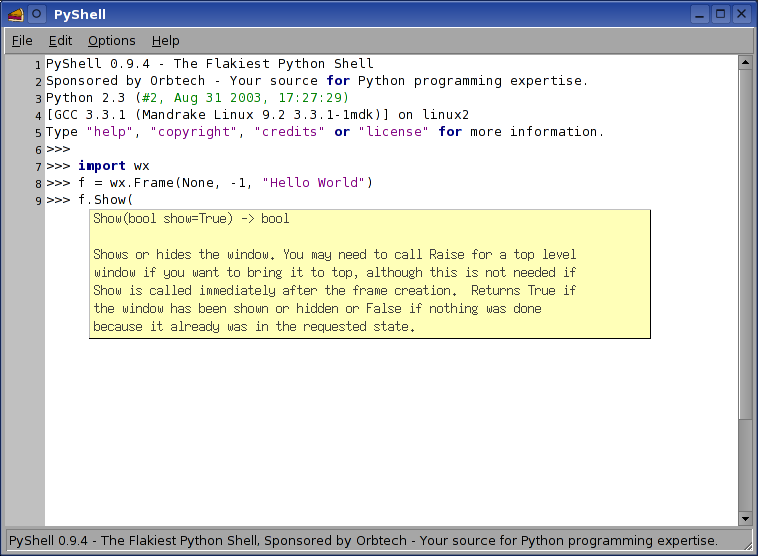 PyShell
File Edit Options Help
1 PyShell 0.9.4 - The Flakiest Python Shell
2 Sponsored by Orbtech - Your source for Python programming expertise.
3 Python 2.3 (#2, Aug 31 2003, 17:27:29)
4 [GCC 3.3.1 (Mandrake Linux 9.2 3.3.1-1mdk)] on linux2
5 Type "help", "copyright", "credits" or "license" for more information.
6 >>>
7 >>> import wx
8 >>> f = wx.Frame(None, -1, "Hello World")
9 >>> f.Show(
Show(bool show=True) -> bool
Shows or hides the window. You may need to call Raise for a top level
window if you want to bring it to top, although this is not needed if
Show is called immediately after the frame creation.  Returns True if
the window has been shown or hidden or False if nothing was done
because it already was in the requested state.
PyShell 0.9.4 - The Flakiest Python Shell, Sponsored by Orbtech - Your source for Python programming expertise.